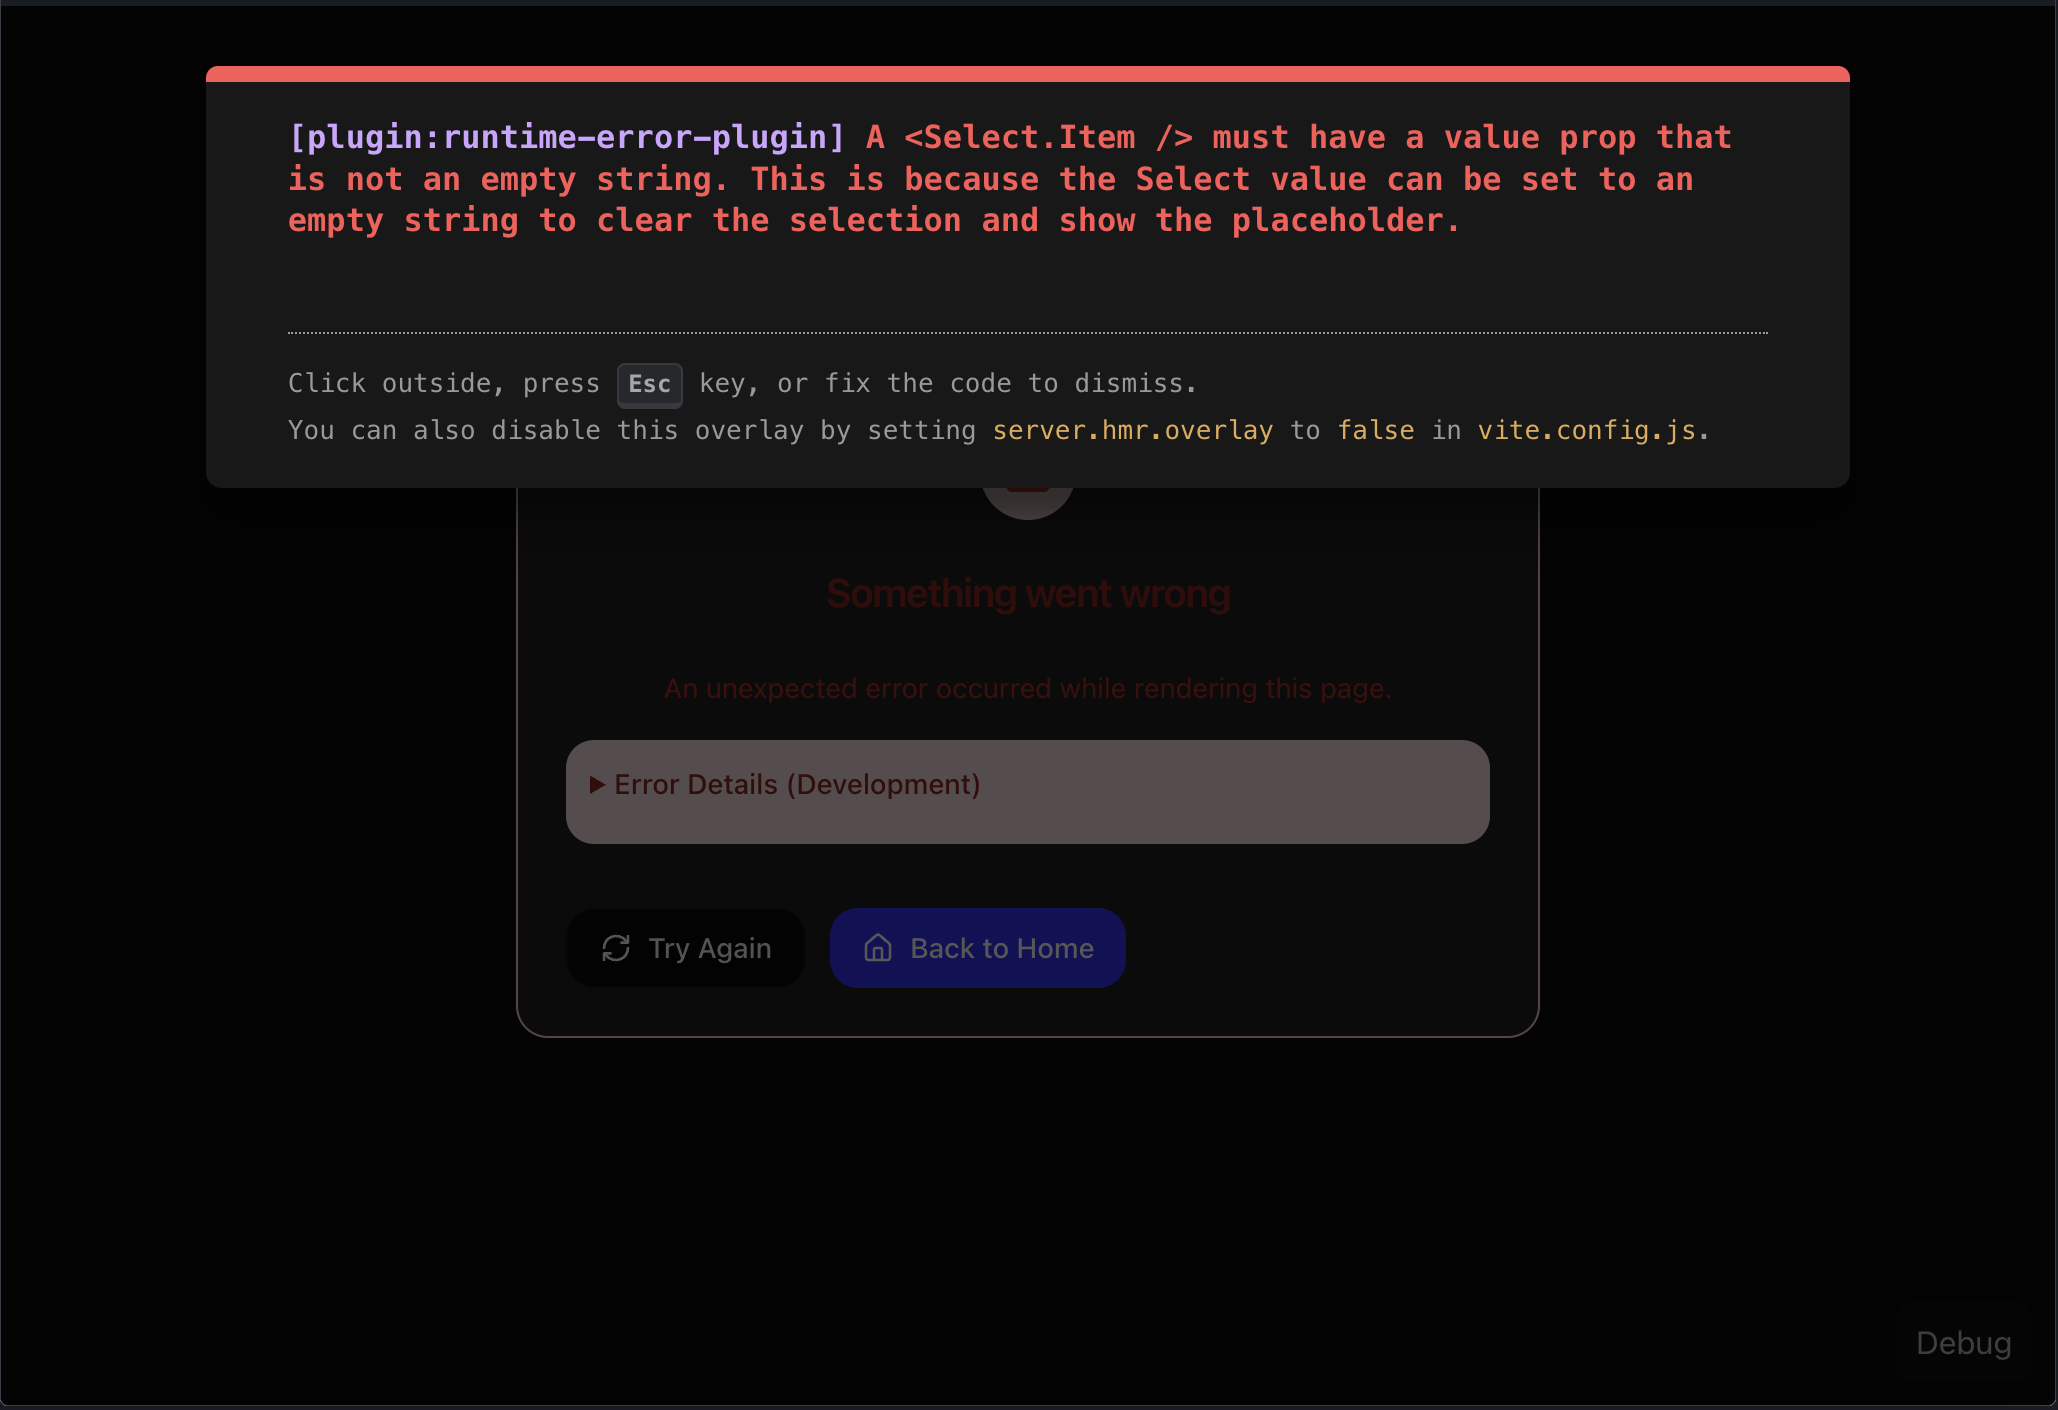 [plugin:runtime-error-plugin] A <Select.Item /> must have a value prop that
is not an empty string. This is because the Select value can be set to an
empty string to clear the selection and show the placeholder.
Click outside, press Esc key, or fix the code to dismiss.
You can also disable this overlay by setting server.hmr.overlay to false in vite.config.js.
Something went wrong
An unexpected error occurred while rendering this page.
Error Details (Development)
Try Again
Back to Home
Debug